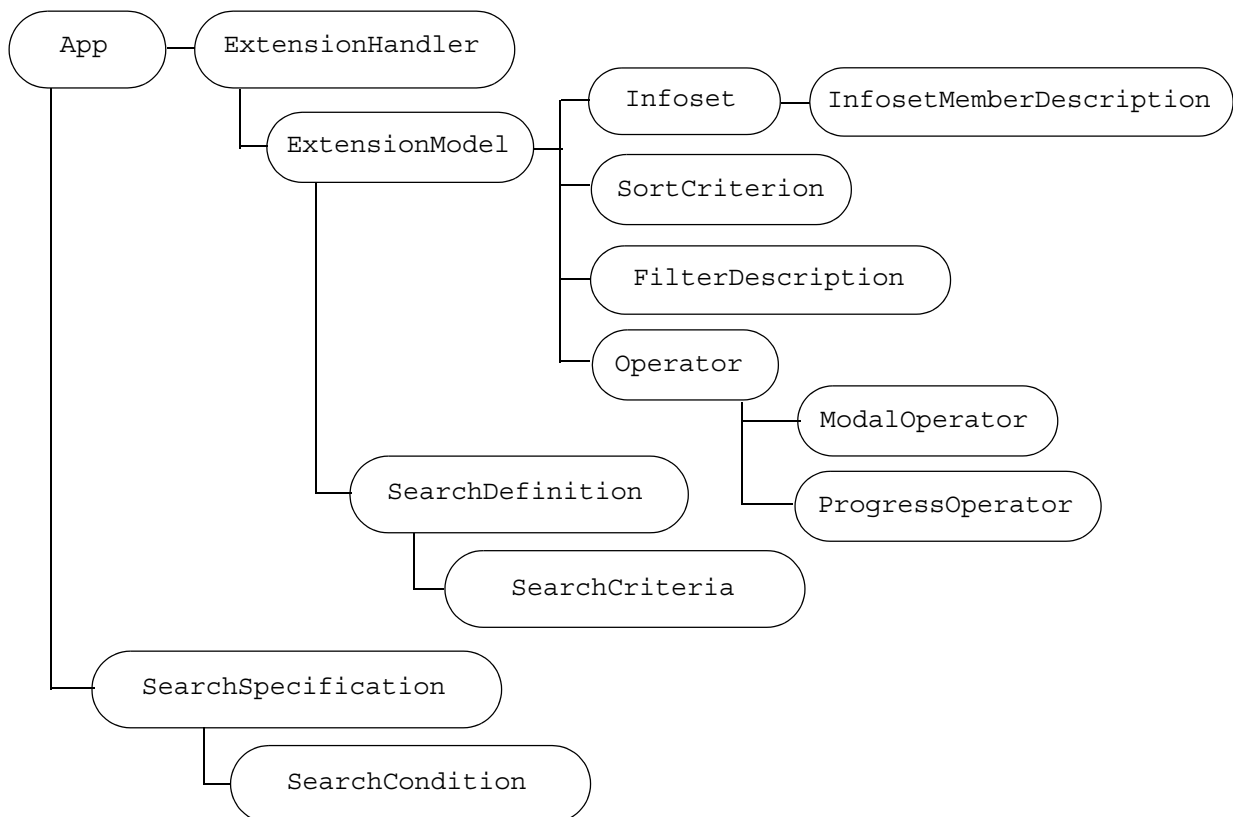 App
ExtensionHandler
Infoset
InfosetMemberDescription
ExtensionModel
SortCriterion
FilterDescription
Operator
ModalOperator
SearchDefinition
ProgressOperator
SearchCriteria
SearchSpecification
SearchCondition